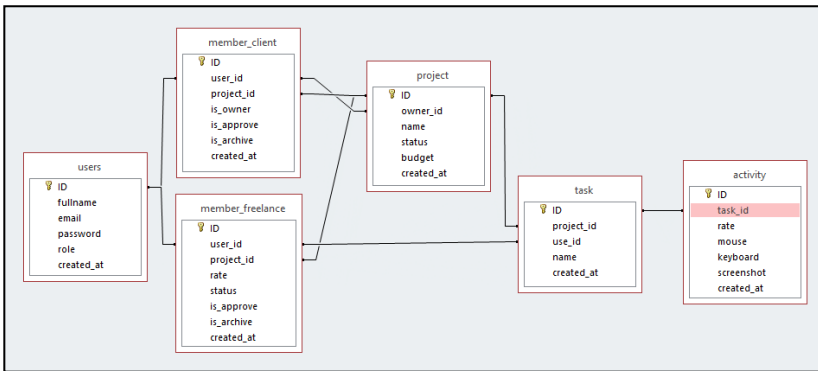 member_client
ID
user_id
project_id
is_owner
is_approve
is_archive
created_at
project
ID
owner_id
name
status
budget
created_at
users
ID
fullname
email
password
role
created_at
member_freelance
ID
user_id
project_id
rate
status
is_approve
is_archive
created_at
task
ID
project_id
use_id
name
created_at
activity
ID
task_id
rate
mouse
keyboard
screenshot
created_at